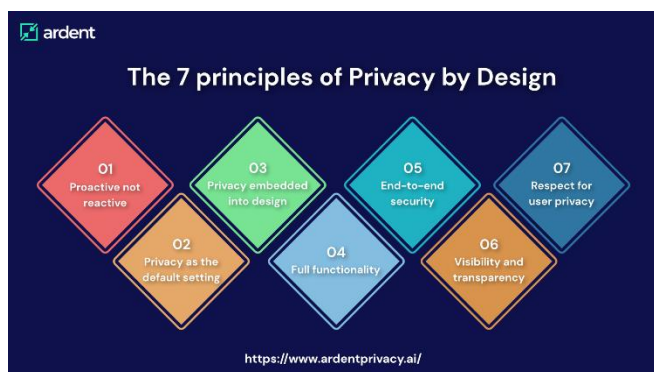 ardent
The 7 principles of Privacy by Design
01
Proactive not
reactive
02
Privacy as the
default setting
03
Privacy embedded
into design
04
Full functionality
05
End-to-end
security
06
Visibility and
transparency
07
Respect for
user privacy
https://www.ardentprivacy.ai/